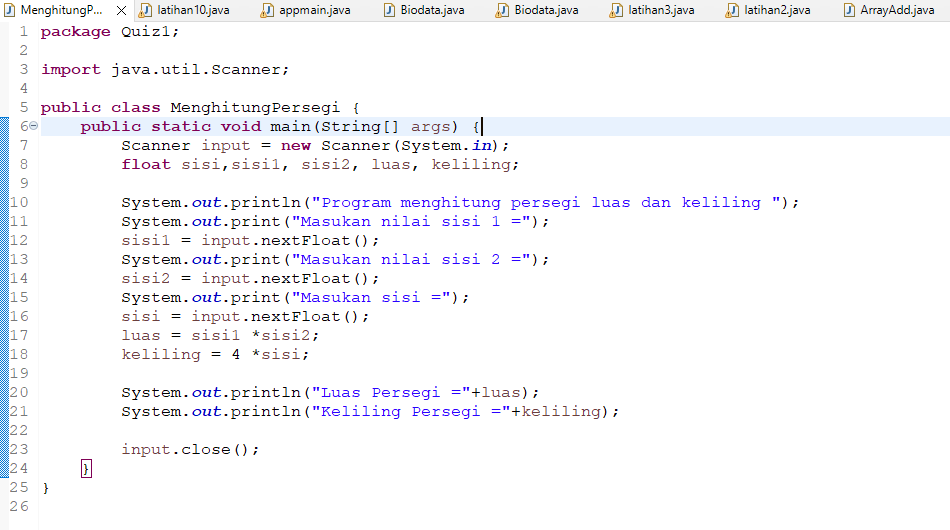 MenghitungP... latihan10.java appmain.java Biodata.java Biodata.java latihan3.java latihan2.java ArrayAdd.java
1 package Quiz1;
2
3 import java.util.Scanner;
4
5 public class MenghitungPersegi {
6 public static void main(String[] args) {
7 Scanner input = new Scanner(System.in);
8 float sisi,sisi1, sisi2, luas, keliling;
9
10 System.out.println("Program menghitung persegi luas dan keliling ");
11 System.out.print("Masukan nilai sisi 1 =");
12 sisi1 = input.nextFloat();
13 System.out.print("Masukan nilai sisi 2 =");
14 sisi2 = input.nextFloat();
15 System.out.print("Masukan sisi =");
16 sisi = input.nextFloat();
17 luas = sisi1 *sisi2;
18 keliling = 4 *sisi;
19
20 System.out.println("Luas Persegi ="+luas);
21 System.out.println("Keliling Persegi ="+keliling);
22
23 input.close();
24 }
25 }
26